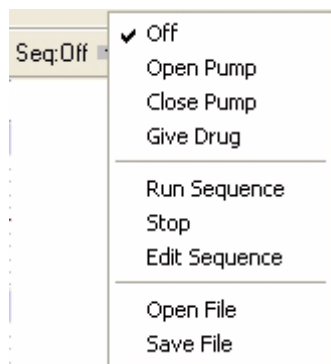 Seq:Off
Off
Open Pump
Close Pump
Give Drug
Run Sequence
Stop
Edit Sequence
Open File
Save File